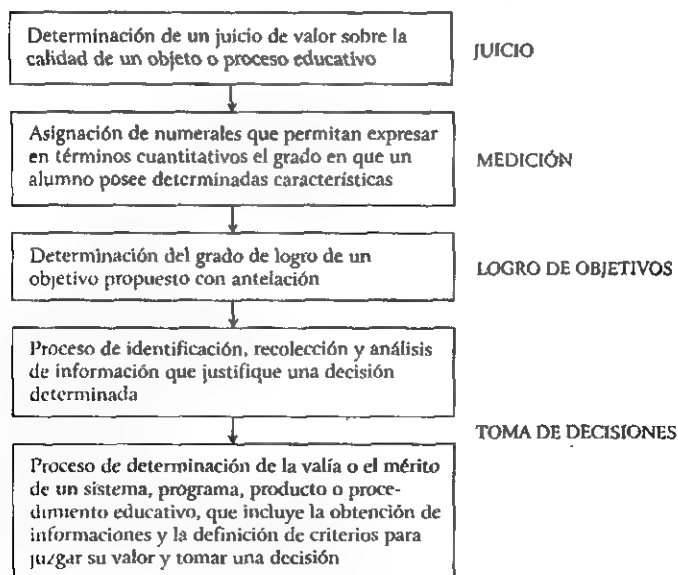 Determinación de un juicio de valor sobre la
calidad de un objeto o proceso educativo
JUICIO
Asignación de numerales que permitan expresar
en términos cuantitativos el grado en que un
alumno posee determinadas características
MEDICIÓN
Determinación del grado de logro de un
objetivo propuesto con antelación
LOGRO DE OBJETIVOS
Proceso de identificación, recolección y análisis
de información que justifique una decisión
determinada
TOMA DE DECISIONES
Proceso de determinación de la valía o el mérito
de un sistema, programa, producto o proce-
dimiento educativo, que incluye la obtención de
informaciones y la definición de criterios para
juzgar su valor y tomar una decisión